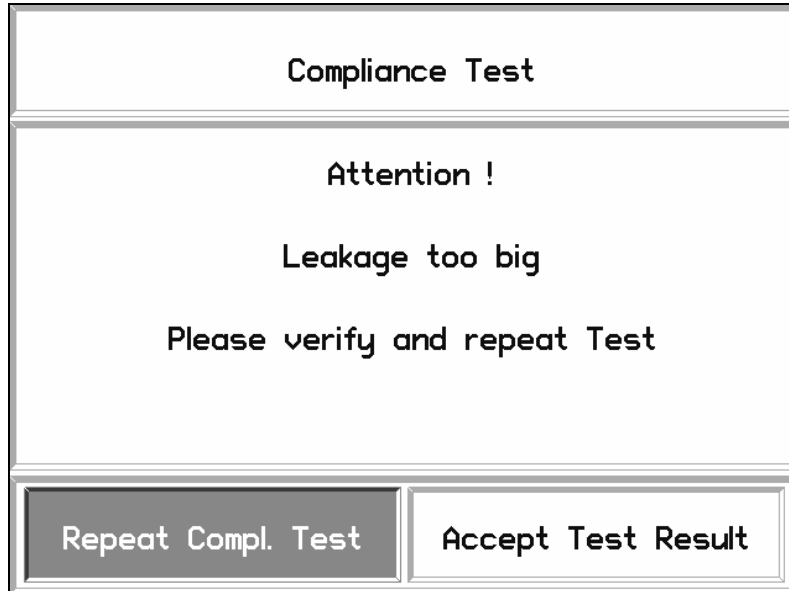 Compliance Test
Attention !
Leakage too big
Please verify and repeat Test
Repeat Compl. Test
Accept Test Result